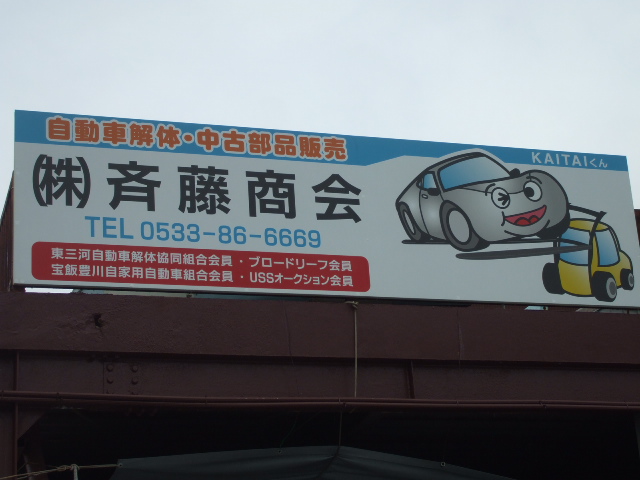 自動車解体・中古部品販売
KAITAIくん
㈱斉藤商会
TEL 0533-86-6669
東三河自動車解体協同組合会員・ブロードリーフ会員
宝飯豊川自家用自動車組合会員・USSオークション会員